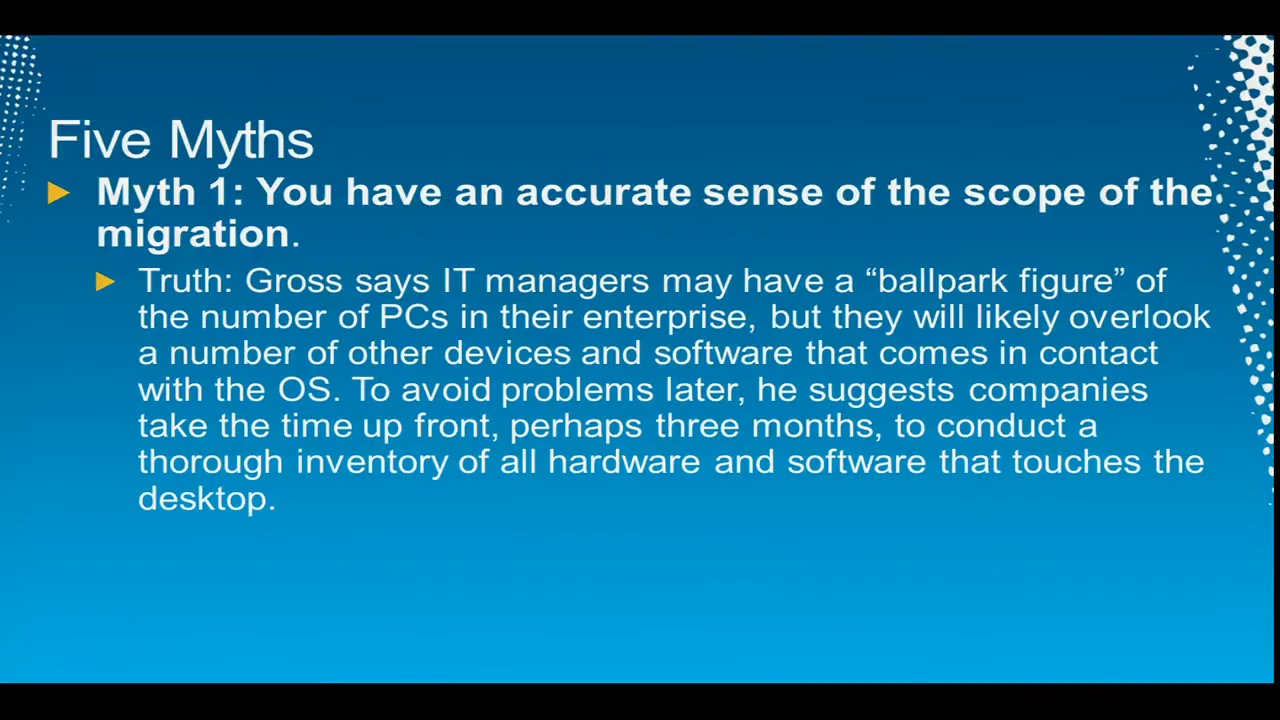 Five Myths
Myth 1: You have an accurate sense of the scope of the
migration.
Truth: Gross says IT managers may have a “ballpark figure” of
the number of PCs in their enterprise, but they will likely overlook
a number of other devices and software that comes in contact
with the OS. To avoid problems later, he suggests companies
take the time up front, perhaps three months, to conduct a
thorough inventory of all hardware and software that touches the
desktop.